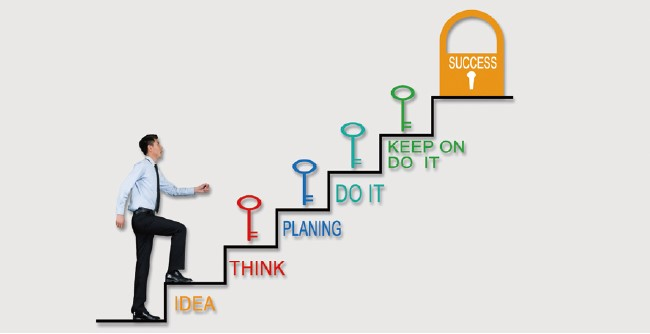 SUCCESS
KEEP ON
DO IT
DO IT
PLANING
THINK
IDEA